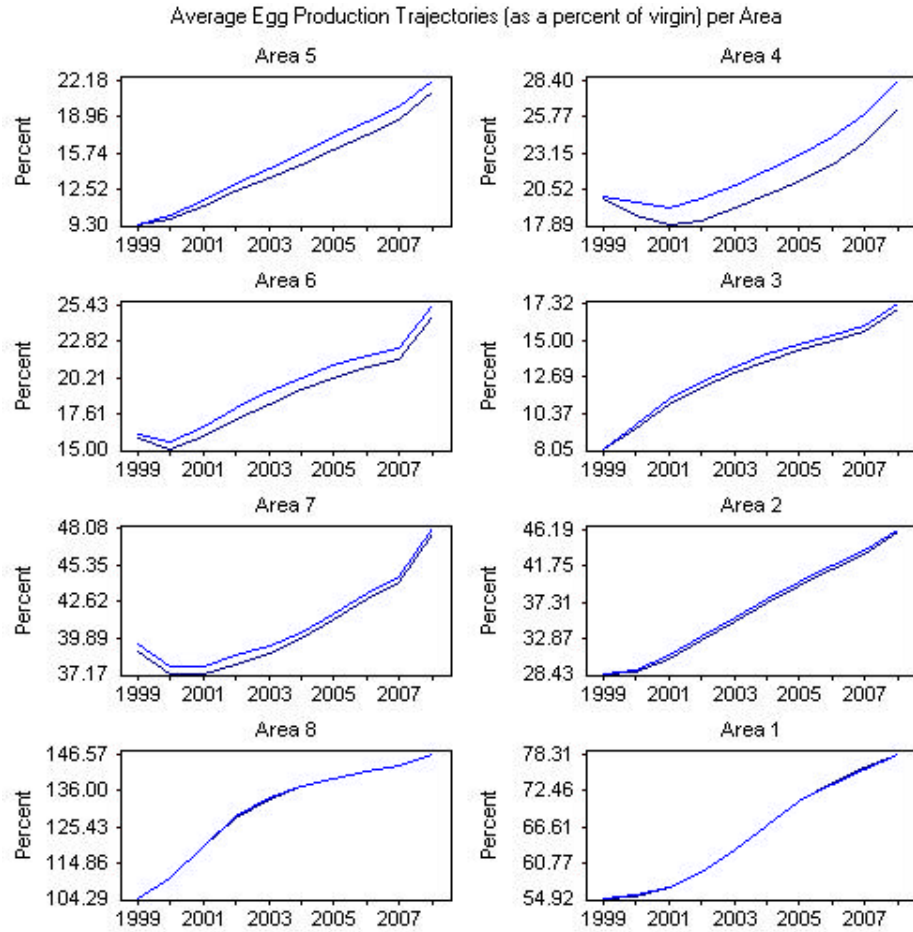 Average Egg Production Trajectories (as a percent of virgin) per Area
Area 5
Percent
22.18
18.96
15.74
12.52
9.30
1999 2001 2003 2005 2007
Area 4
Percent
28.40
25.77
23.15
20.52
17.89
1999 2001 2003 2005 2007
Area 6
Percent
25.43
22.82
20.21
17.61
15.00
1999 2001 2003 2005 2007
Area 3
Percent
17.32
15.00
12.69
10.37
8.05
1999 2001 2003 2005 2007
Area 7
Percent
48.08
45.35
42.62
39.89
37.17
1999 2001 2003 2005 2007
Area 2
Percent
46.19
41.75
37.31
32.87
28.43
1999 2001 2003 2005 2007
Area 8
Percent
146.57
136.00
125.43
114.86
104.29
1999 2001 2003 2005 2007
Area 1
Percent
78.31
72.46
66.61
60.77
54.92
1999 2001 2003 2005 2007